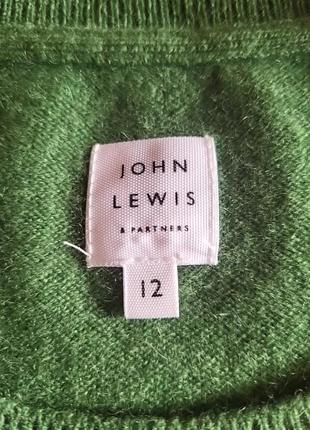 JOHN
LEWIS
& PARTNERS
12